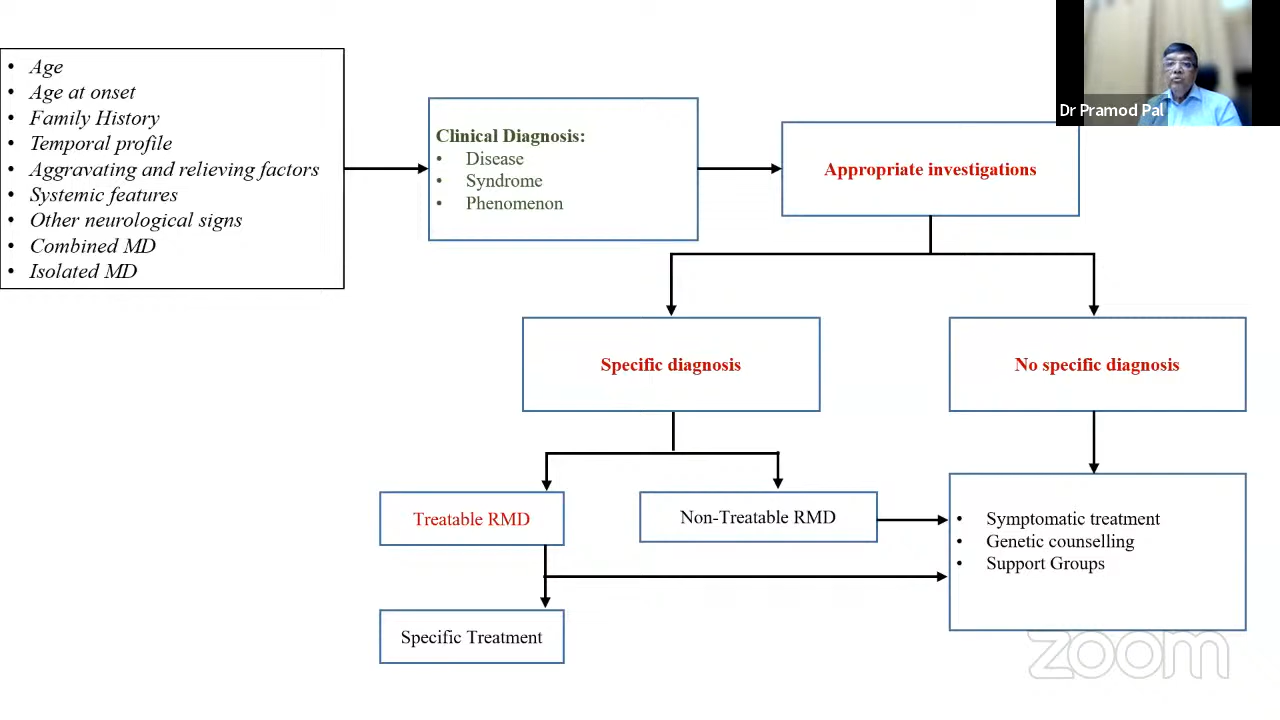 • Age
• Age at onset
• Family History
• Temporal profile
• Aggravating and relieving factors
• Systemic features
• Other neurological signs
• Combined MD
• Isolated MD
Clinical Diagnosis:
• Disease
• Syndrome
• Phenomenon
Appropriate investigations
Dr Pramod Pal
Specific diagnosis
No specific diagnosis
Treatable RMD
Non-Treatable RMD
• Symptomatic treatment
• Genetic counselling
• Support Groups
Specific Treatment
zoom